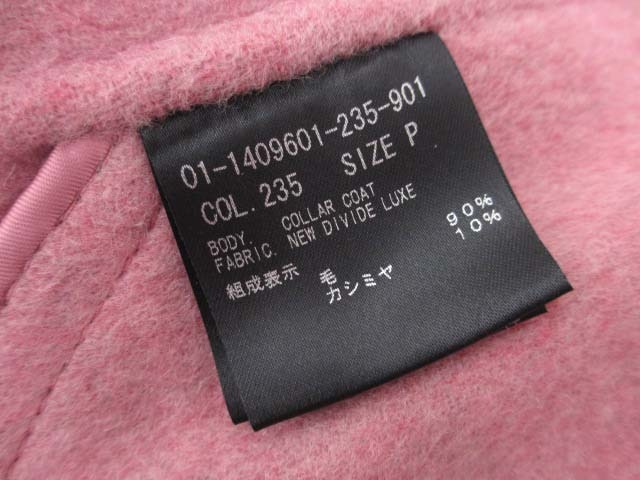 01-1409601-235-901
COL. 235 SIZE P
BODY. COLLAR COAT
FABRIC. NEW DIVIDE LUXE
組成表示 毛 90%
カシミヤ 10%